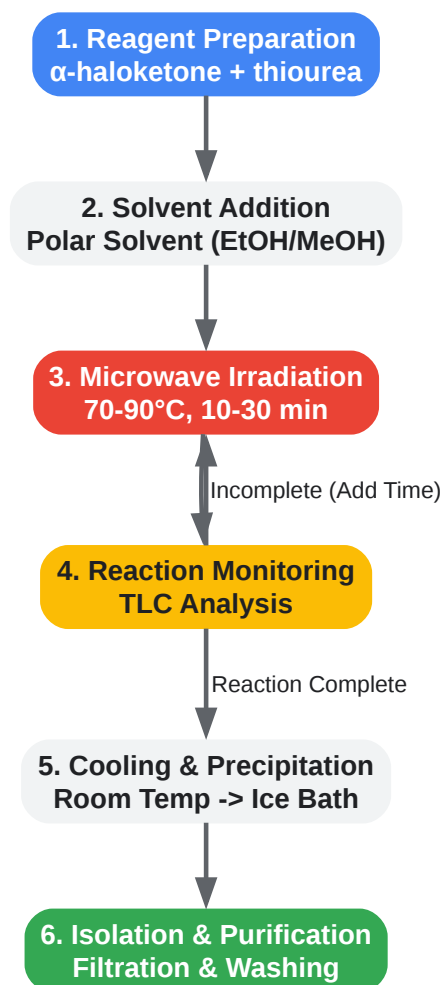 1. Reagent Preparation
α-haloketone + thiourea
2. Solvent Addition
Polar Solvent (EtOH/MeOH)
3. Microwave Irradiation
70-90°C, 10-30 min
Incomplete (Add Time)
4. Reaction Monitoring
TLC Analysis
Reaction Complete
5. Cooling & Precipitation
Room Temp -> Ice Bath
6. Isolation & Purification
Filtration & Washing